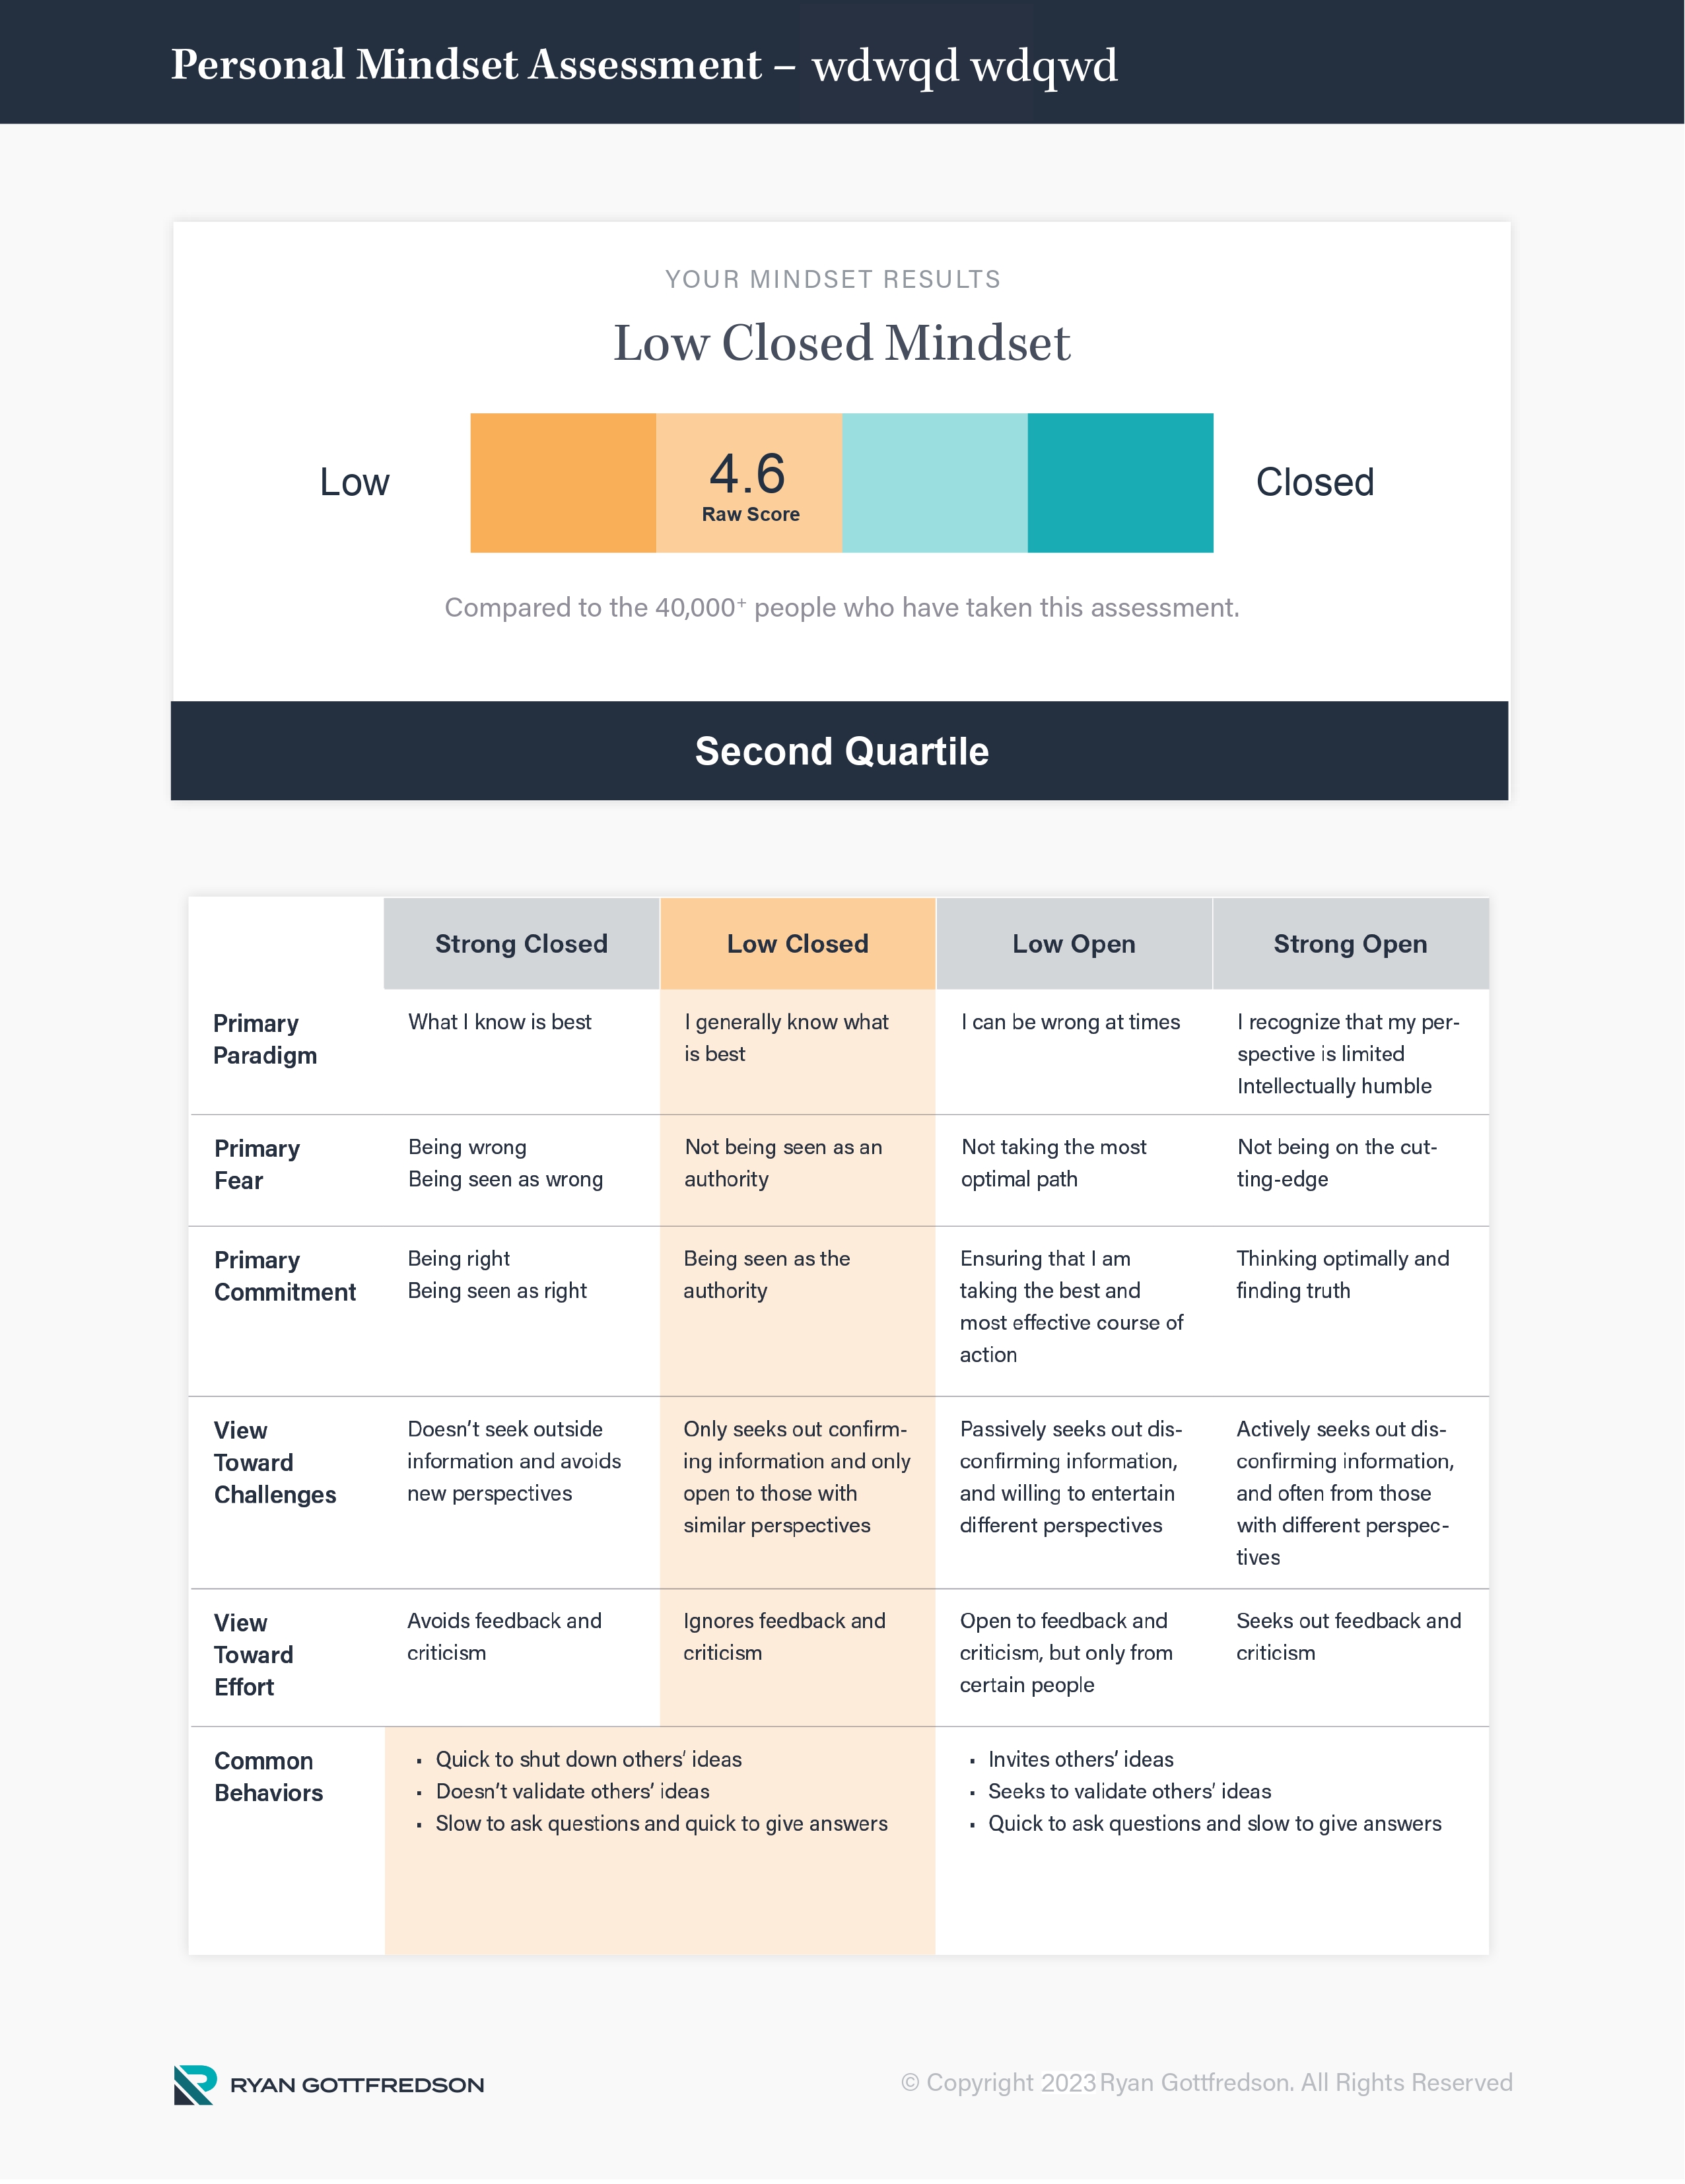 Personal Mindset Assessment – wdwqd wdqwd
YOUR MINDSET RESULTS
Low Closed Mindset
Low
4.6
Raw Score
Closed
Compared to the 40,000+ people who have taken this assessment.
Second Quartile
Strong Closed
Low Closed
Low Open
Strong Open
Primary
Paradigm
What I know is best
I generally know what
is best
I can be wrong at times
I recognize that my per-
spective is limited
Intellectually humble
Primary
Fear
Being wrong
Being seen as wrong
Not being seen as an
authority
Not taking the most
optimal path
Not being on the cut-
ting-edge
Primary
Commitment
Being right
Being seen as right
Being seen as the
authority
Ensuring that I am
taking the best and
most effective course of
action
Thinking optimally and
finding truth
View
Toward
Challenges
Doesn't seek outside
information and avoids
new perspectives
Only seeks out confirm-
ing information and only
open to those with
similar perspectives
Passively seeks out dis-
confirming information,
and willing to entertain
different perspectives
Actively seeks out dis-
confirming information,
and often from those
with different perspec-
tives
View
Toward
Effort
Avoids feedback and
criticism
Ignores feedback and
criticism
Open to feedback and
criticism, but only from
certain people
Seeks out feedback and
criticism
Common
Behaviors
▪ Quick to shut down others' ideas
▪ Doesn't validate others' ideas
▪ Slow to ask questions and quick to give answers
▪ Invites others' ideas
▪ Seeks to validate others' ideas
▪ Quick to ask questions and slow to give answers
RYAN GOTTFREDSON
© Copyright 2023 Ryan Gottfredson. All Rights Reserved